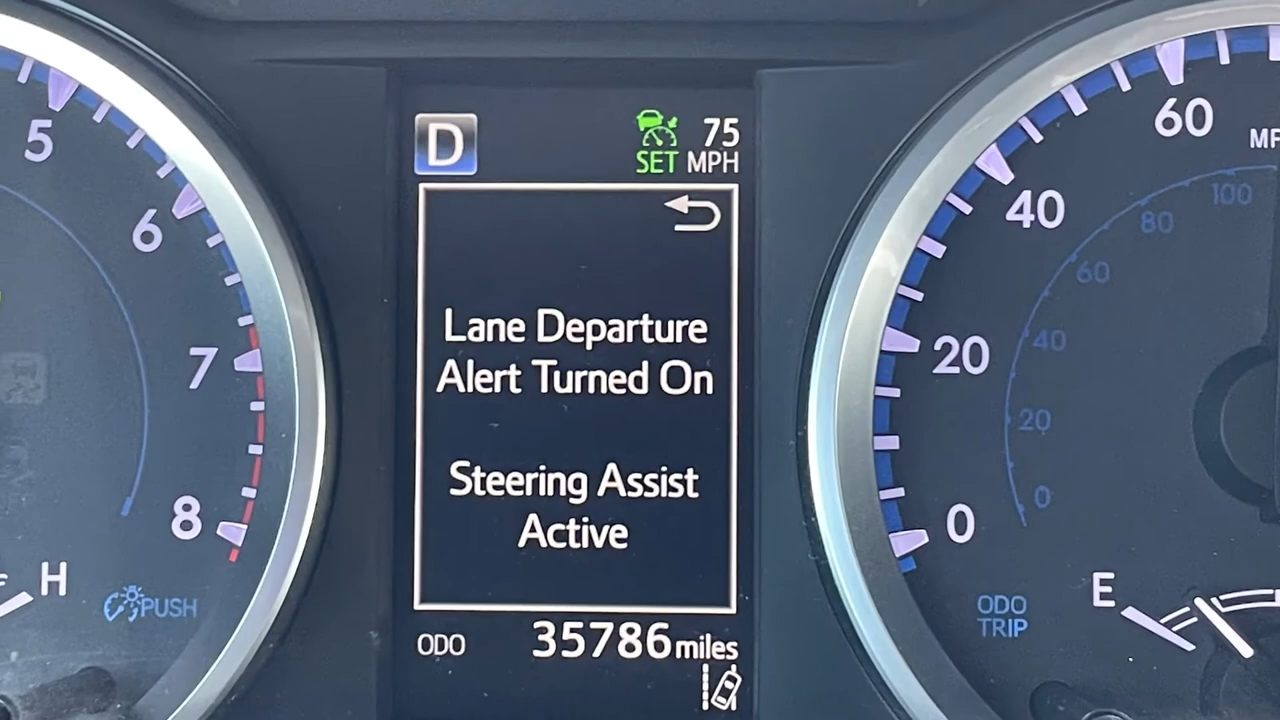 D
75
SET MPH
Lane Departure
Alert Turned On
Steering Assist
Active
ODO 35786 miles
5
6
7
8
H
PUSH
60
40
20
0
100
80
60
40
20
0
E
ODO
TRIP